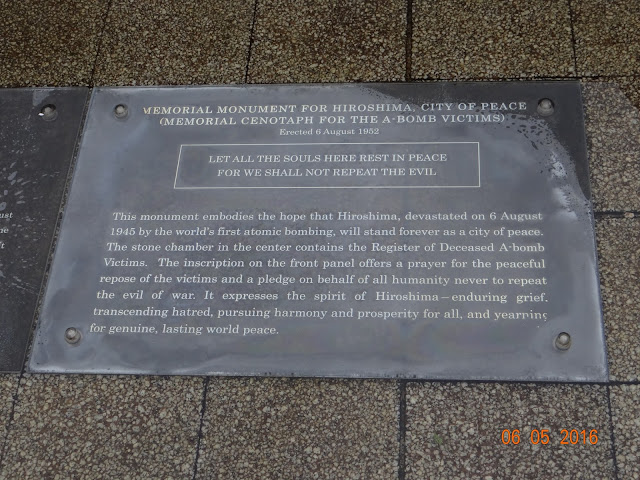 MEMORIAL MONUMENT FOR HIROSHIMA, CITY OF PEACE
(MEMORIAL CENOTAPH FOR THE A-BOMB VICTIMS)
Erected 6 August 1952
LET ALL THE SOULS HERE REST IN PEACE
FOR WE SHALL NOT REPEAT THE EVIL
This monument embodies the hope that Hiroshima, devastated on 6 August
1945 by the world's first atomic bombing, will stand forever as a city of peace.
The stone chamber in the center contains the Register of Deceased A-bomb
Victims. The inscription on the front panel offers a prayer for the peaceful
repose of the victims and a pledge on behalf of all humanity never to repeat
the evil of war. It expresses the spirit of Hiroshima — enduring grief,
transcending hatred, pursuing harmony and prosperity for all, and yearning
for genuine, lasting world peace.
06 05 2016